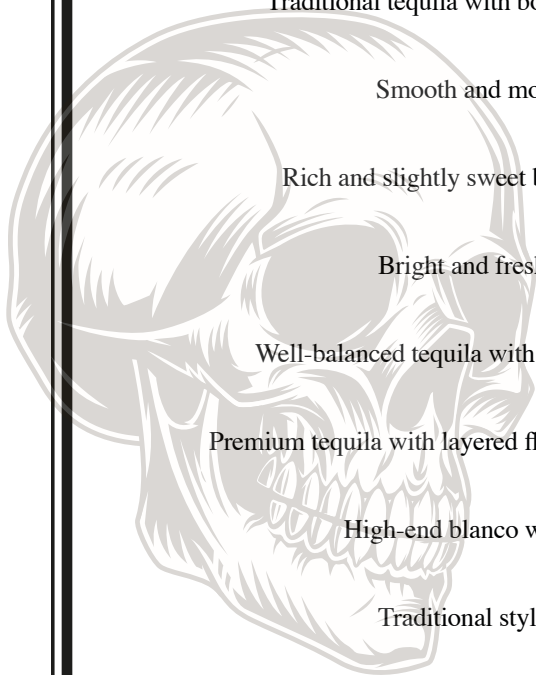 Traditional tequila with
Smooth and
Rich and slightly sweet
Bright and
Well-balanced tequila with
Premium tequila with layered
High-end blanco
Traditional